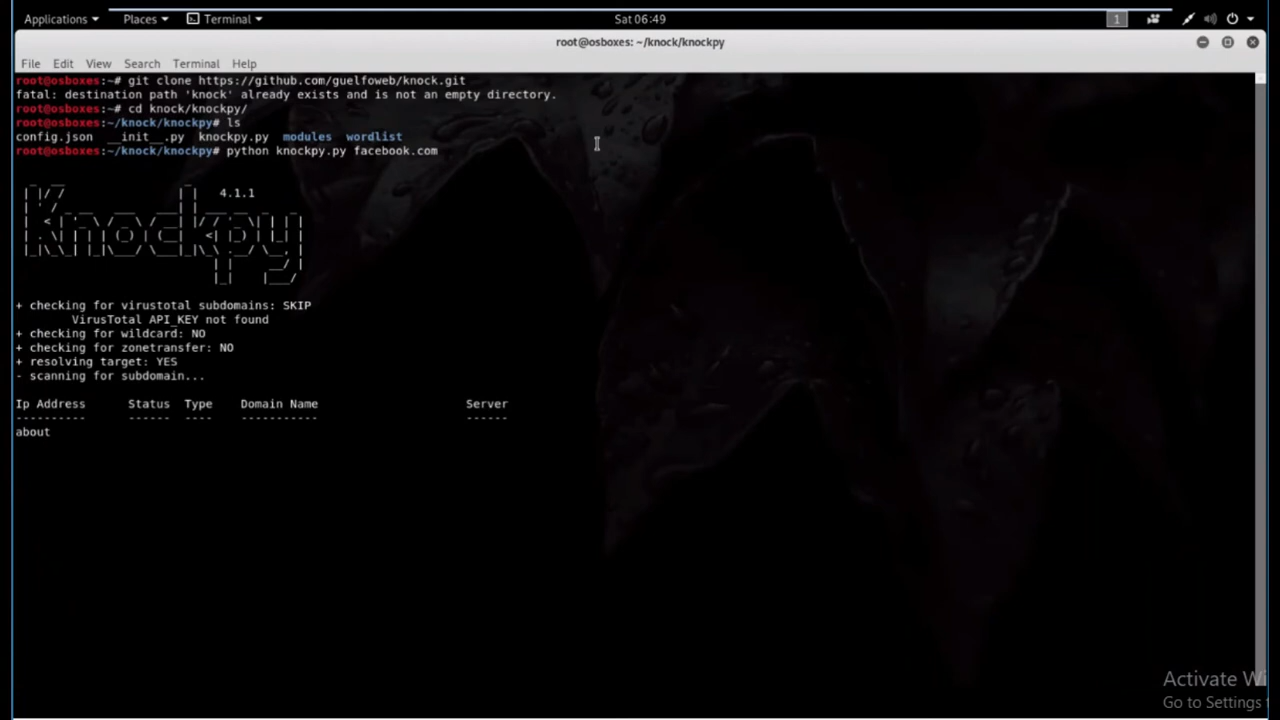 Applications Places Terminal Sat 06:49 1
root@osboxes: ~/knock/knockpy
File Edit View Search Terminal Help
root@osboxes:~# git clone https://github.com/guelfoweb/knock.git
fatal: destination path 'knock' already exists and is not an empty directory.
root@osboxes:~# cd knock/knockpy/
root@osboxes:~/knock/knockpy# ls
config.json __init__.py knockpy.py modules wordlist
root@osboxes:~/knock/knockpy# python knockpy.py facebook.com
4.1.1
Knockpy
+ checking for virustotal subdomains: SKIP
VirusTotal API_KEY not found
+ checking for wildcard: NO
+ checking for zonetransfer: NO
+ resolving target: YES
- scanning for subdomain...
Ip Address Status Type Domain Name Server
---------- ------ ---- ----------- ------
about
Activate Wi
Go to Settings